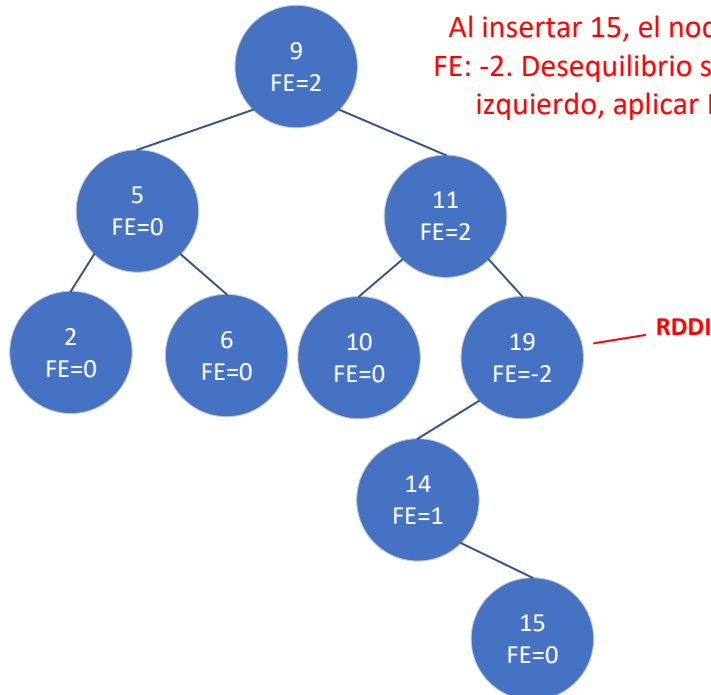 Al insertar 15, el
FE: -2. Desequilibrio
izquierdo, aplicar
9
FE=2
5
FE=0
11
FE=2
2
FE=0
6
FE=0
10
FE=0
19
FE=-2
RDDI
14
FE=1
15
FE=0